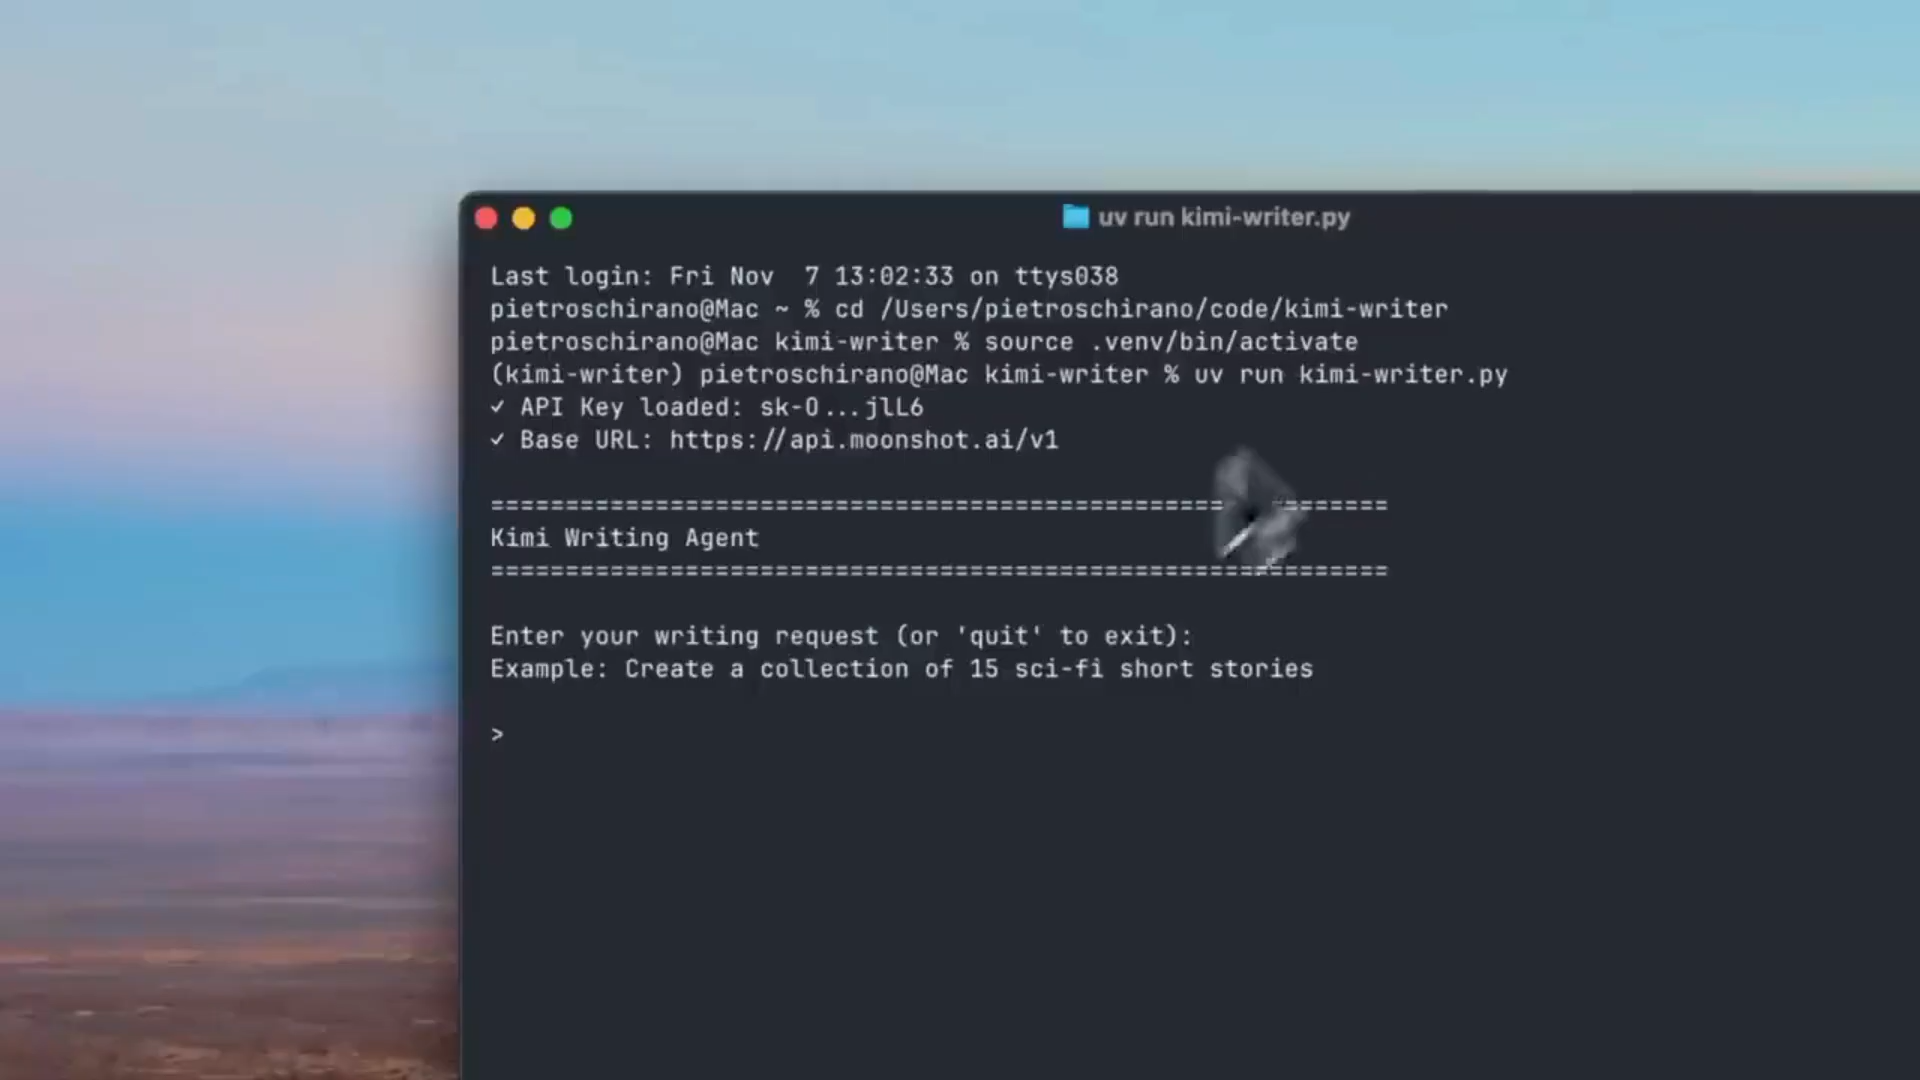 uv run kimi-writer.py
Last login: Fri Nov  7 13:02:33 on ttys038
pietroschirano@Mac ~ % cd /Users/pietroschirano/code/kimi-writer
pietroschirano@Mac kimi-writer % source .venv/bin/activate
(kimi-writer) pietroschirano@Mac kimi-writer % uv run kimi-writer.py
✓ API Key loaded: sk-O...jlL6
✓ Base URL: https://api.moonshot.ai/v1
============================================================
Kimi Writing Agent
============================================================
Enter your writing request (or 'quit' to exit):
Example: Create a collection of 15 sci-fi short stories
>